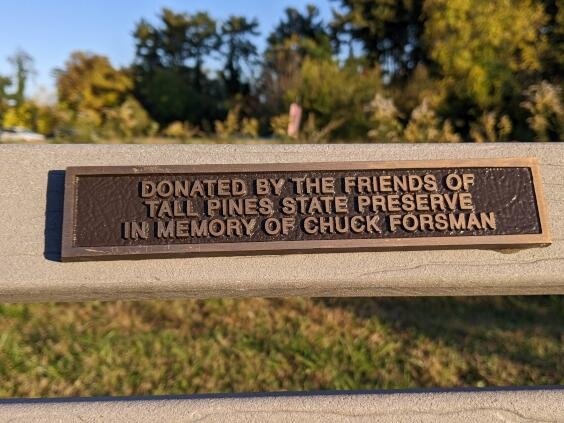 DONATED BY THE FRIENDS OF
TALL PINES STATE PRESERVE
IN MEMORY OF CHUCK FORSMAN